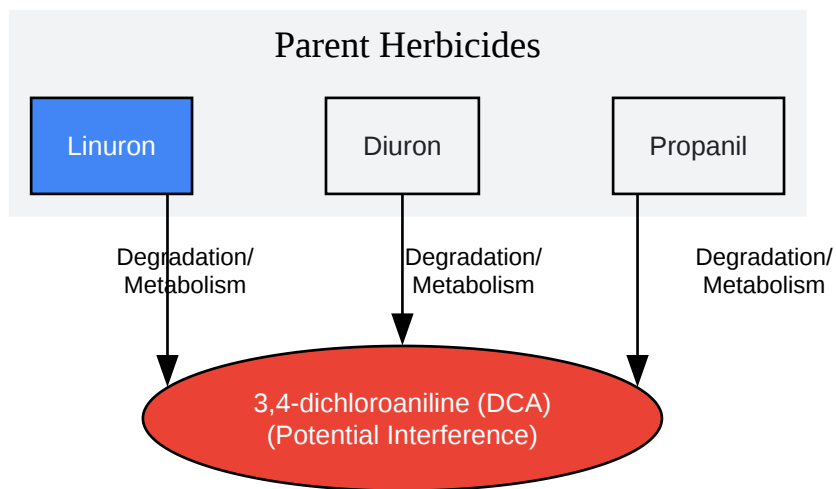 Parent Herbicides
Linuron
Diuron
Propanil
Degradation/
Metabolism
Degradation/
Metabolism
Degradation/
Metabolism
3,4-dichloroaniline (DCA)
(Potential Interference)